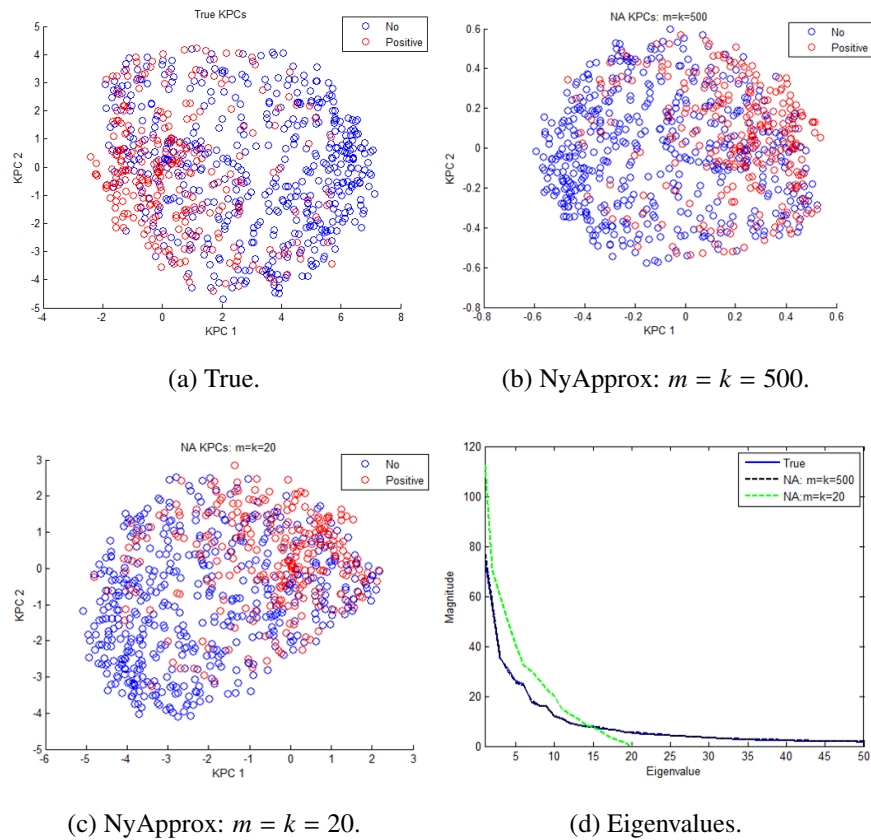 True KPCs
No
Positive
KPC 2
5
4
3
2
1
0
-1
-2
-3
-4
-5
-4
-2
0
2
4
6
8
KPC 1
(a) True.
NA KPCs: m=k=500
No
Positive
KPC 2
0.6
0.4
0.2
0
-0.2
-0.4
-0.6
-0.8
-0.8
-0.6
-0.4
-0.2
0
0.2
0.4
0.6
KPC 1
(b) NyApprox: m = k = 500.
NA KPCs: m=k=20
No
Positive
KPC 2
3
2
1
0
-1
-2
-3
-4
-5
-6
-5
-4
-3
-2
-1
0
1
2
3
KPC 1
(c) NyApprox: m = k = 20.
True
NA: m=k=500
NA:m=k=20
Magnitude
120
100
80
60
40
20
0
5
10
15
20
25
30
35
40
45
50
Eigenvalue
(d) Eigenvalues.